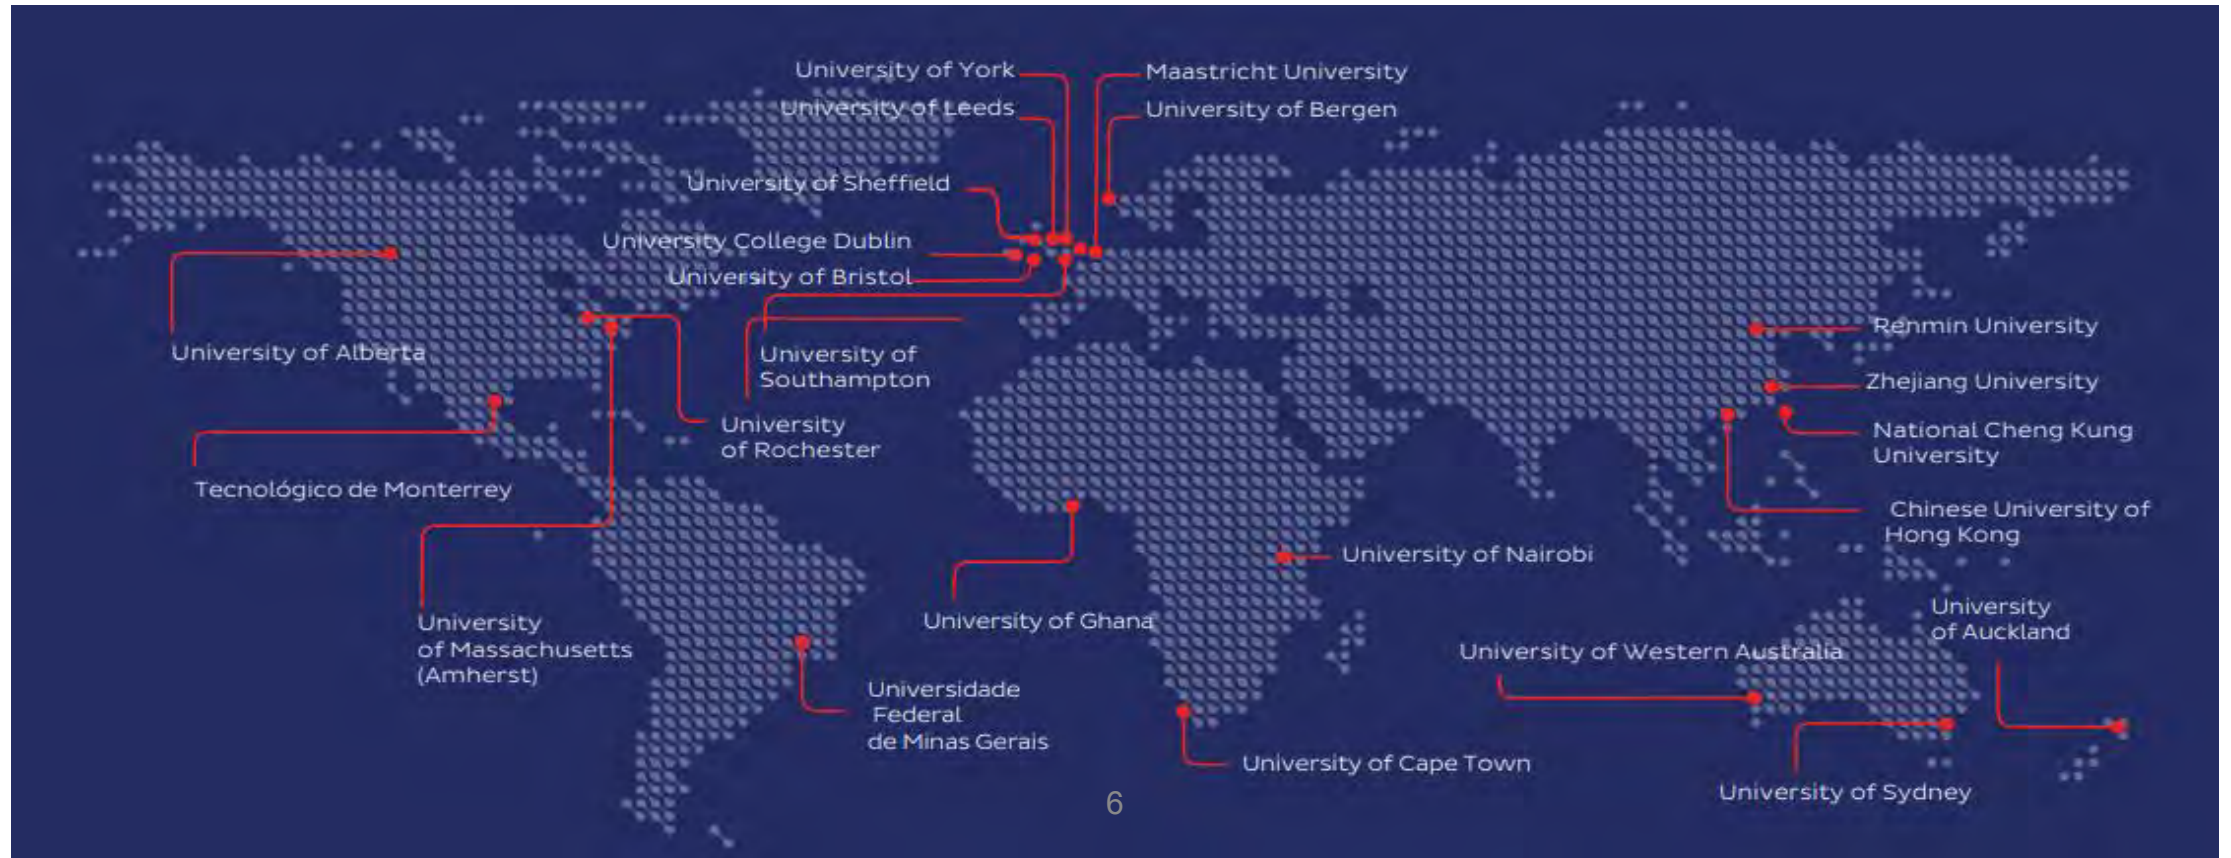 University of York
Maastricht University
University of Leeds
University of Bergen
University of Sheffield
University College Dublin
University of Bristol
University of Alberta
University of
Southampton
University
of Rochester
Tecnológico de Monterrey
University
of Massachusetts
(Amherst)
Universidade
Federal
de Minas Gerais
University of Ghana
University of Nairobi
University of Cape Town
Renmin University
Zhejiang University
National Cheng Kung
University
Chinese University of
Hong Kong
University
of Auckland
University of Western Australia
University of Sydney
6